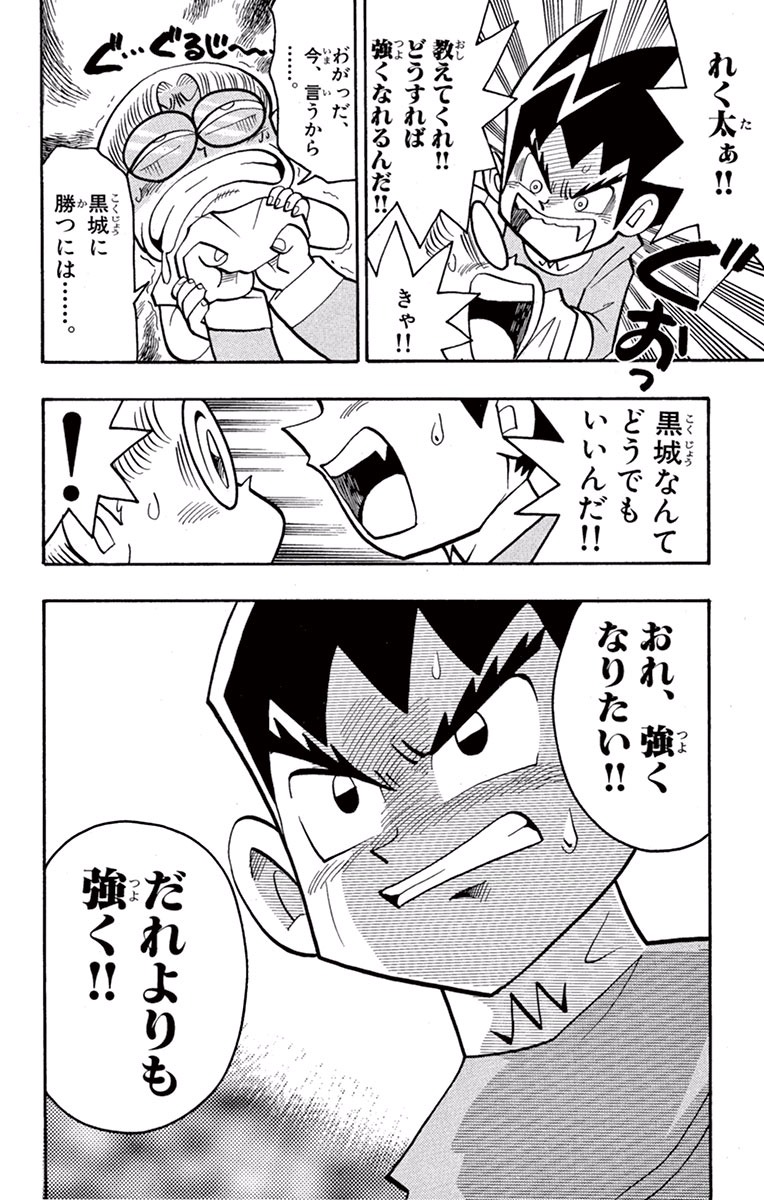 れく太ぁ!!
教えてくれ!!
どうすれば
強くなれるんだ!!
きゃ!!
ぐおっ
ぐ…ぐるじ〜〜
わがっだ、
今、言うから
……。
黒城に
勝つには……。
黒城なんて
どうでも
いいんだ!!
!
おれ、強く
なりたい!!
だれよりも
強く!!